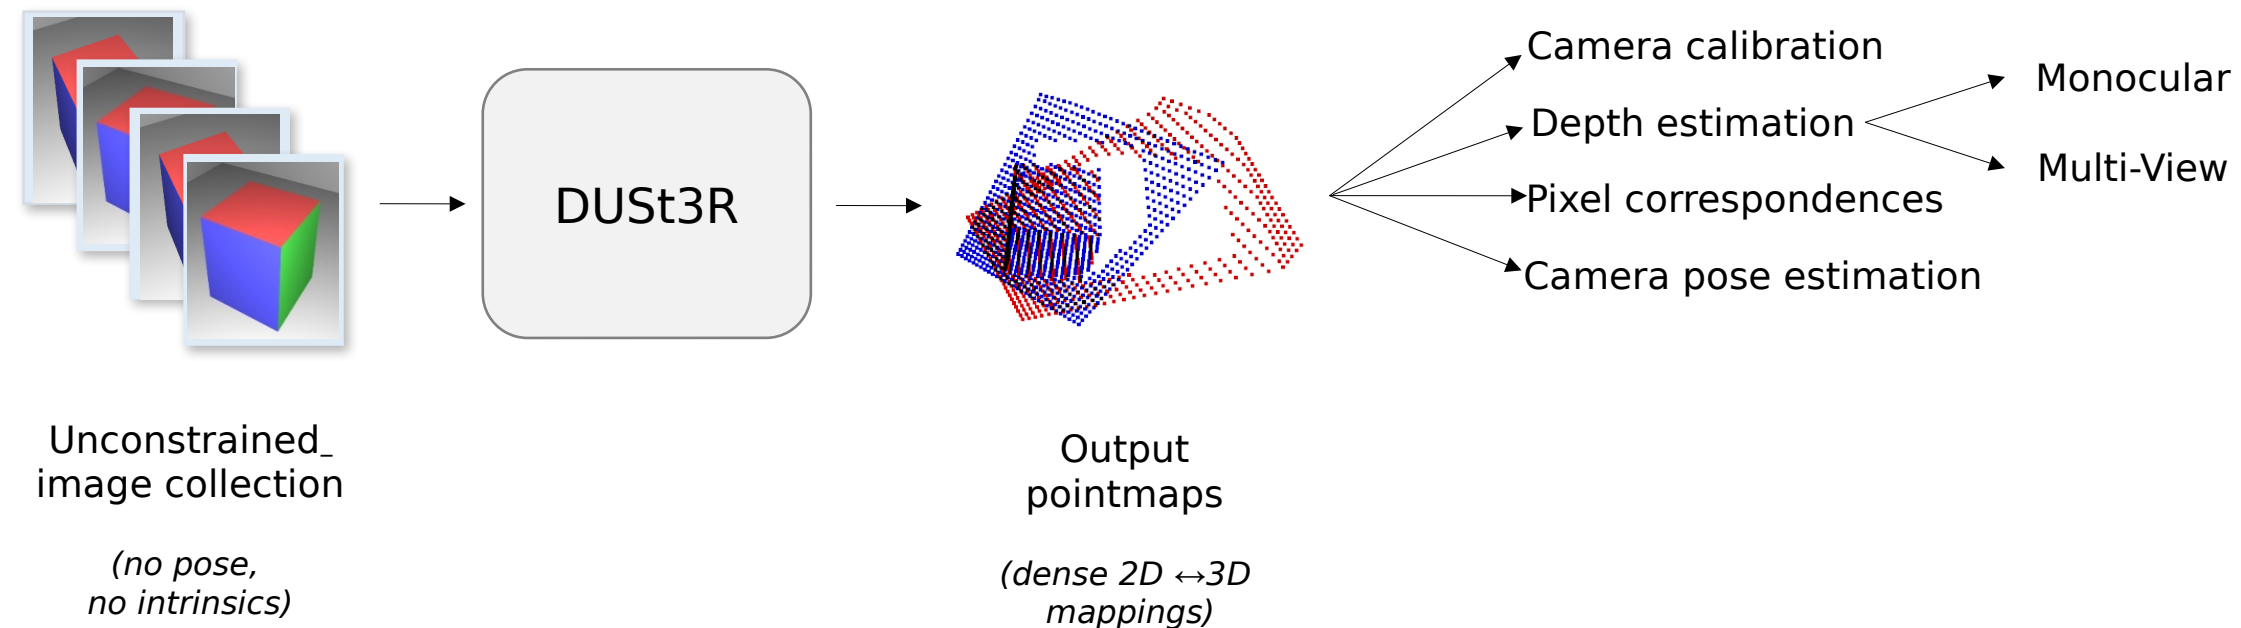 Unconstrained_
image collection
(no pose,
no intrinsics)
DUSt3R
Output
pointmaps
(dense 2D ↔3D
mappings)
Camera calibration
Depth estimation
Pixel correspondences
Camera pose estimation
Monocular
Multi-View